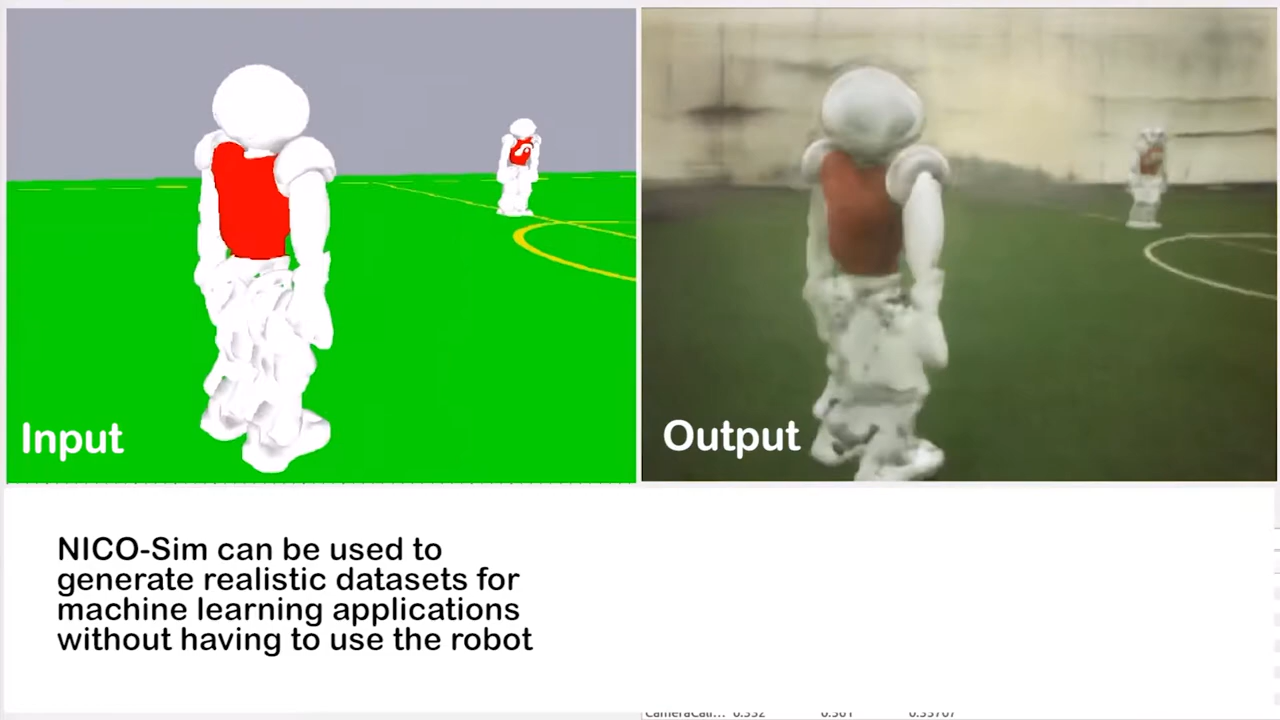 Input
Output
NICO-Sim can be used to
generate realistic datasets for
machine learning applications
without having to use the robot